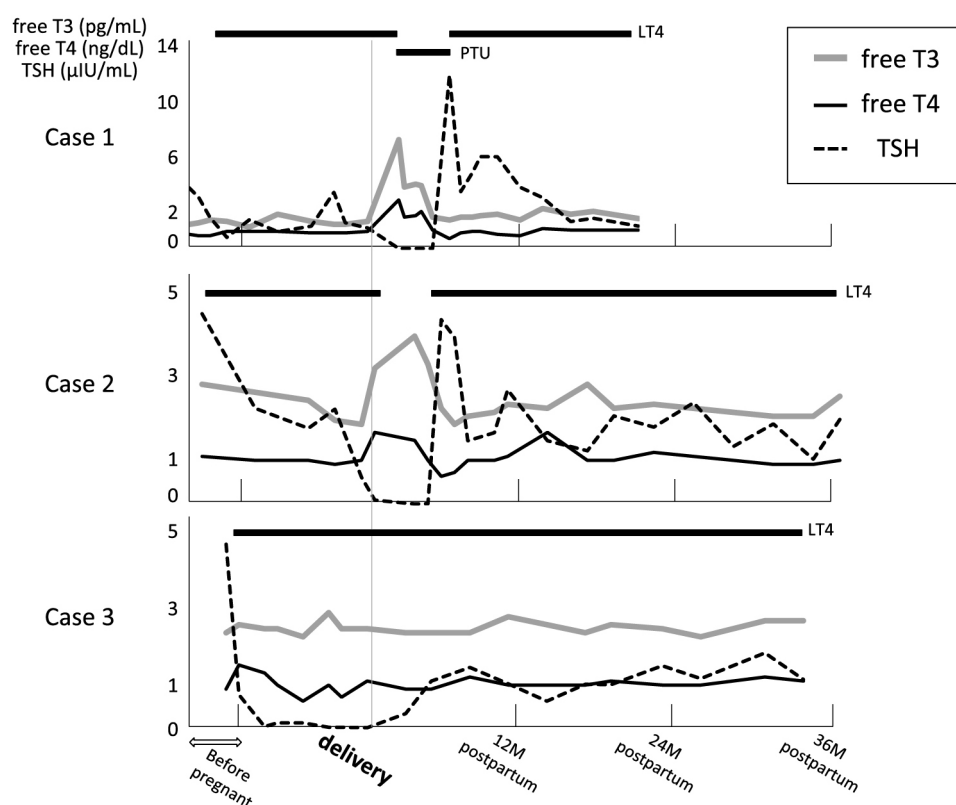 free T3 (pg/mL)
free T4 (ng/dL)
TSH (μIU/mL)
LT4
PTU
LT4
free T3
free T4
TSH
Case 1
14
10
6
2
0
Case 2
5
3
1
0
LT4
Case 3
5
3
1
0
LT4
Before
pregnant
delivery
12M
postpartum
24M
postpartum
36M
postpartum